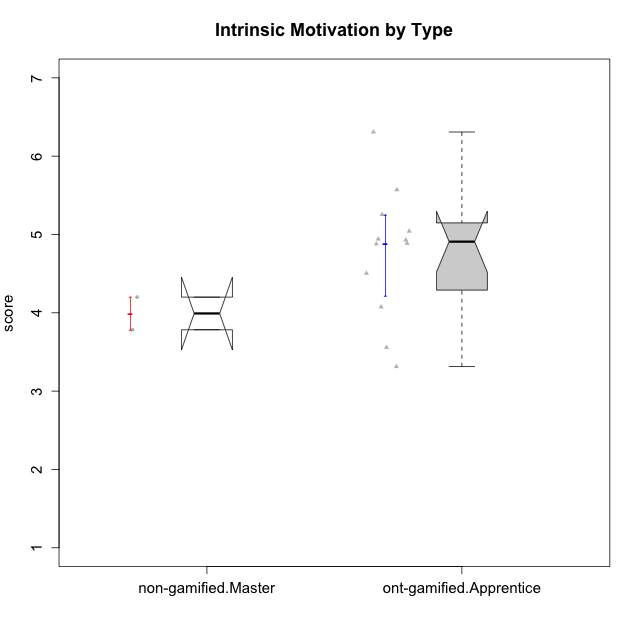 Intrinsic Motivation by Type
7
6
5
4
3
2
1
score
non-gamified.Master
ont-gamified.Apprentice